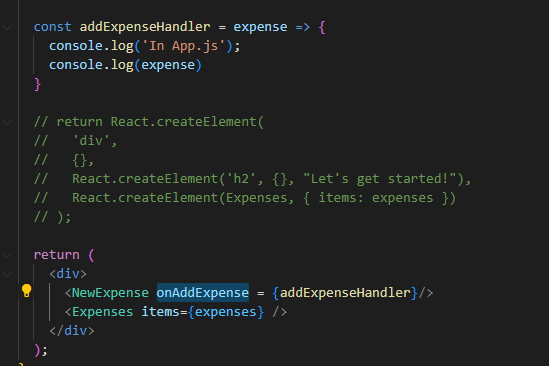 const addExpenseHandler = expense => {
console.log('In App.js');
console.log(expense)
}
// return React.createElement(
//   'div',
//   {},
//   React.createElement('h2', {}, "Let's get started!"),
//   React.createElement(Expenses, { items: expenses })
// );
return (
<div>
<NewExpense onAddExpense = {addExpenseHandler}/>
<Expenses items={expenses} />
</div>
);